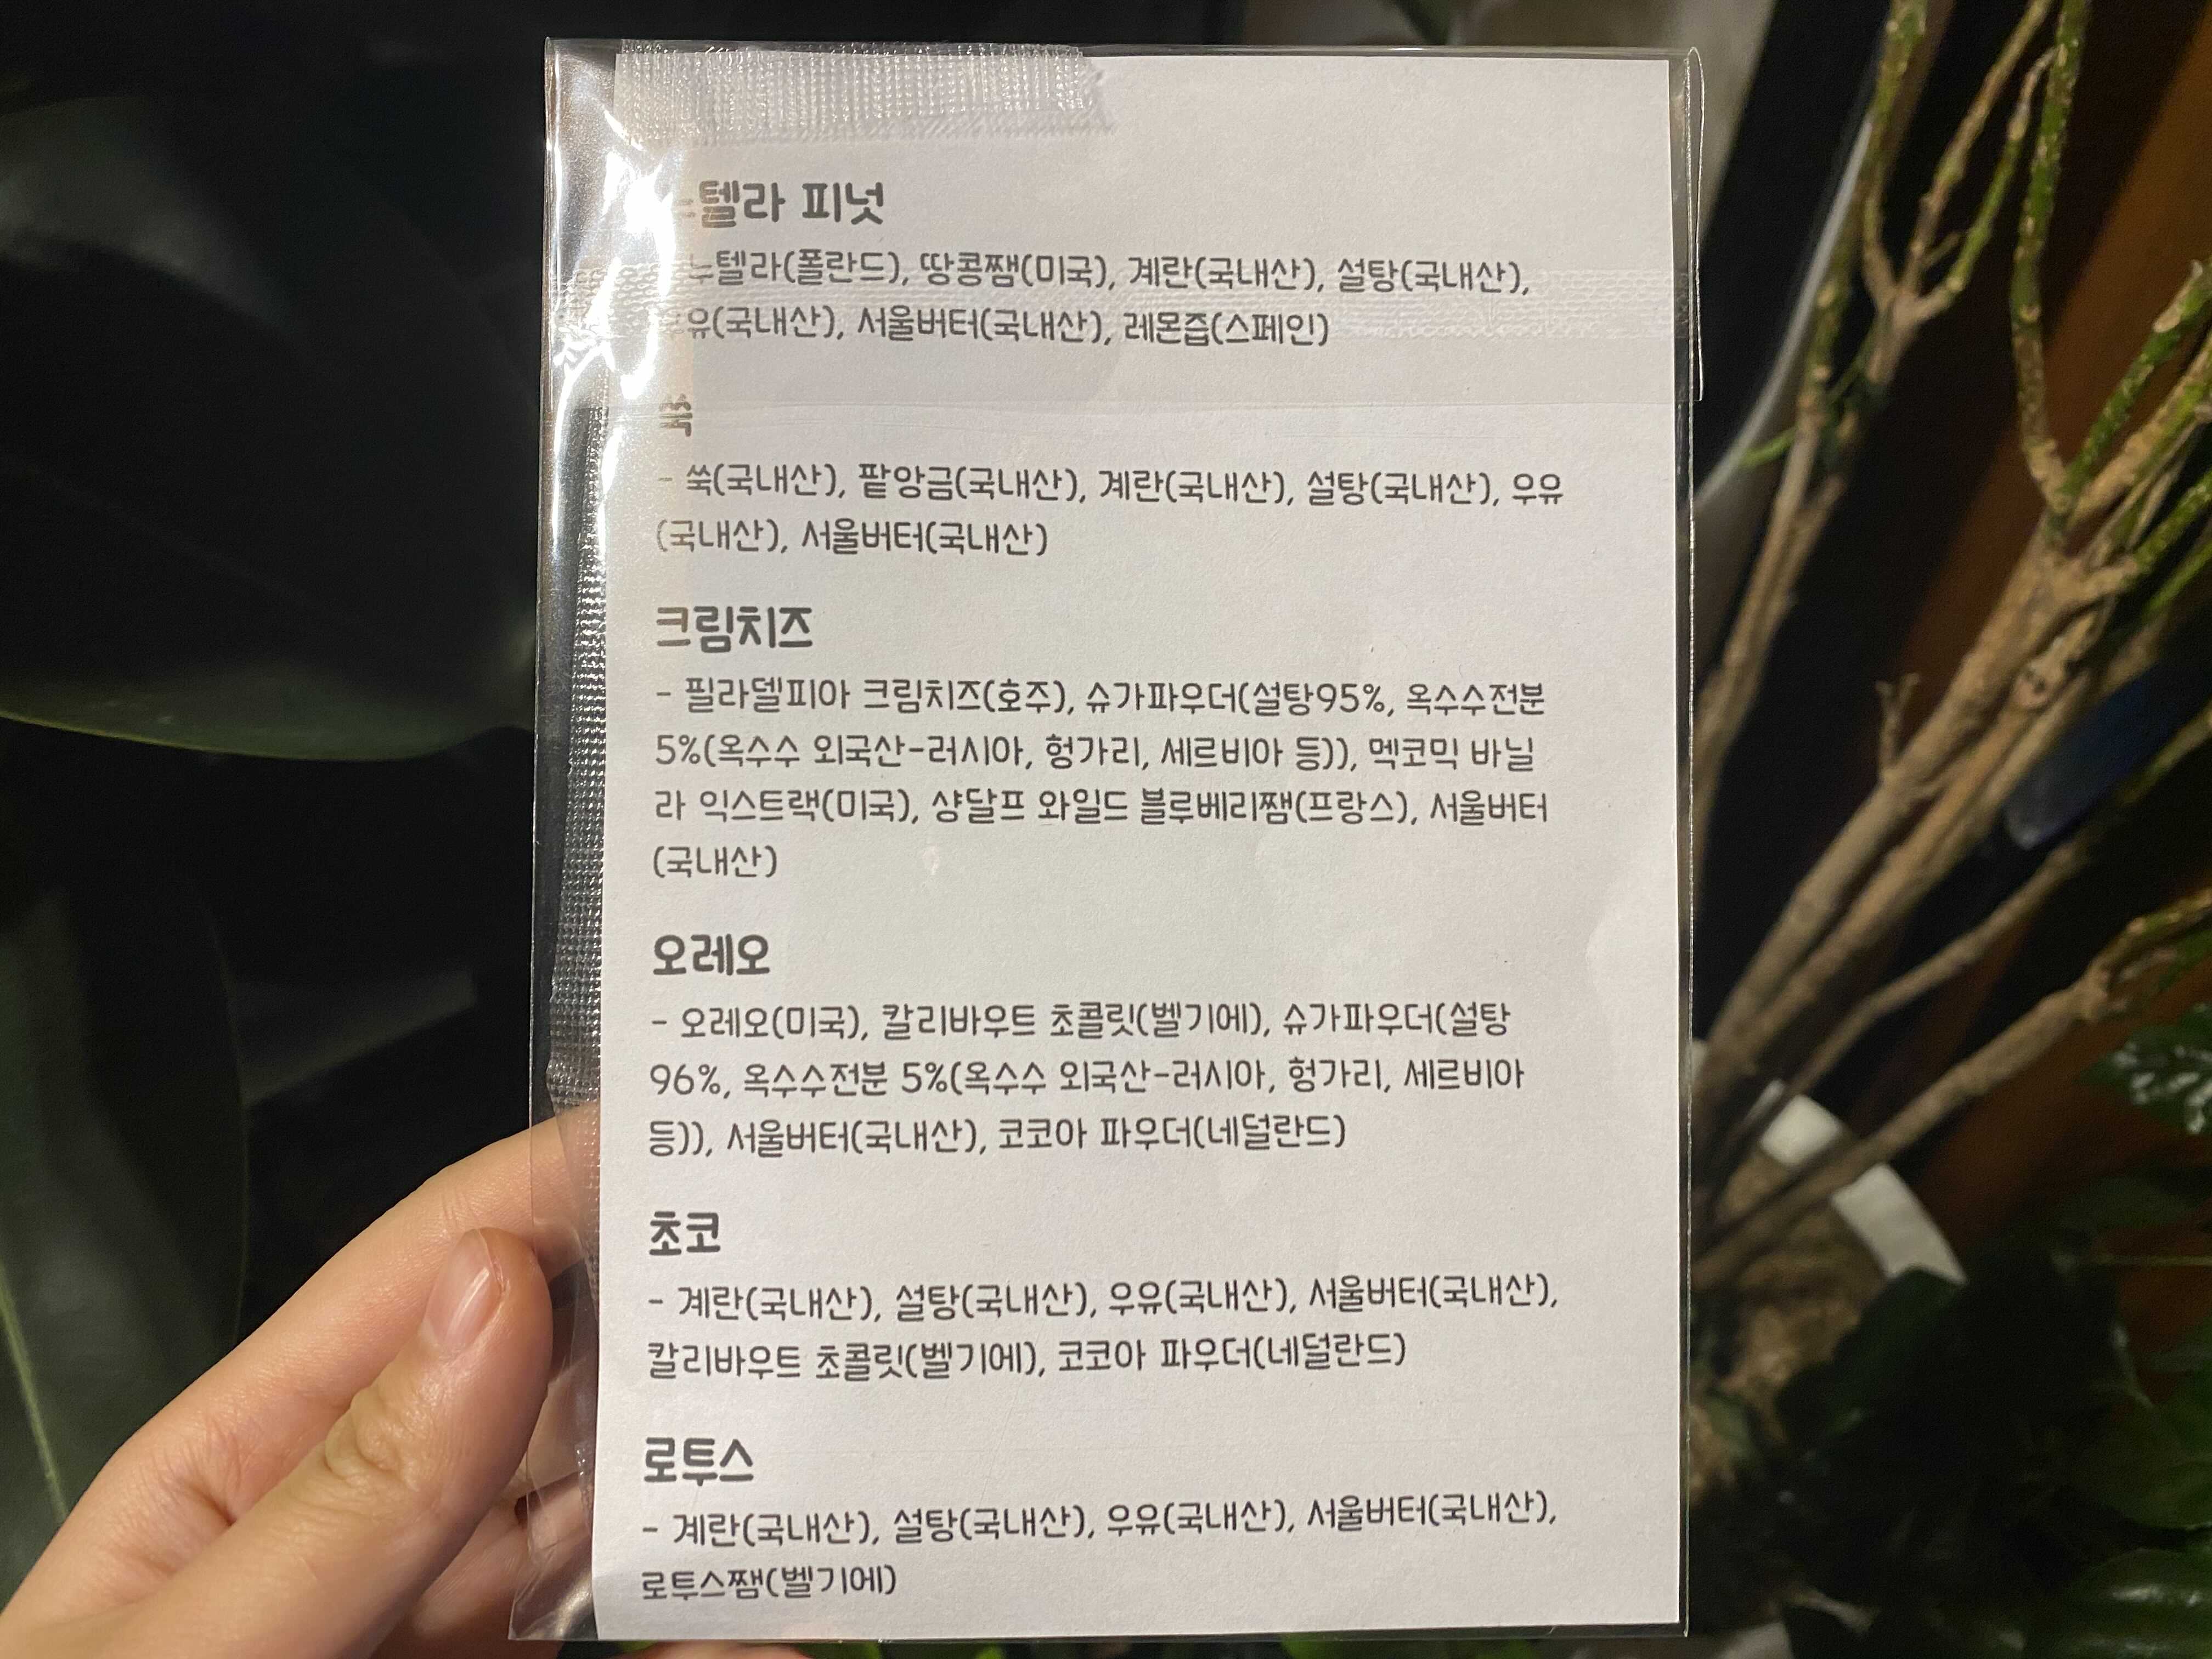 누텔라 피넛
누텔라(폴란드), 땅콩쨈(미국), 계란(국내산), 설탕(국내산),
우유(국내산), 서울버터(국내산), 레몬즙(스페인)
쑥
- 쑥(국내산), 팥앙금(국내산), 계란(국내산), 설탕(국내산), 우유
(국내산), 서울버터(국내산)
크림치즈
- 필라델피아 크림치즈(호주), 슈가파우더(설탕95%, 옥수수전분
5%(옥수수 외국산-러시아, 헝가리, 세르비아 등)), 멕코믹 바닐
라 익스트랙(미국), 샹달프 와일드 블루베리쨈(프랑스), 서울버터
(국내산)
오레오
- 오레오(미국), 칼리바우트 초콜릿(벨기에), 슈가파우더(설탕
96%, 옥수수전분 5%(옥수수 외국산-러시아, 헝가리, 세르비아
등)), 서울버터(국내산), 코코아 파우더(네덜란드)
초코
- 계란(국내산), 설탕(국내산), 우유(국내산), 서울버터(국내산),
칼리바우트 초콜릿(벨기에), 코코아 파우더(네덜란드)
로투스
- 계란(국내산), 설탕(국내산), 우유(국내산), 서울버터(국내산),
로투스쨈(벨기에)